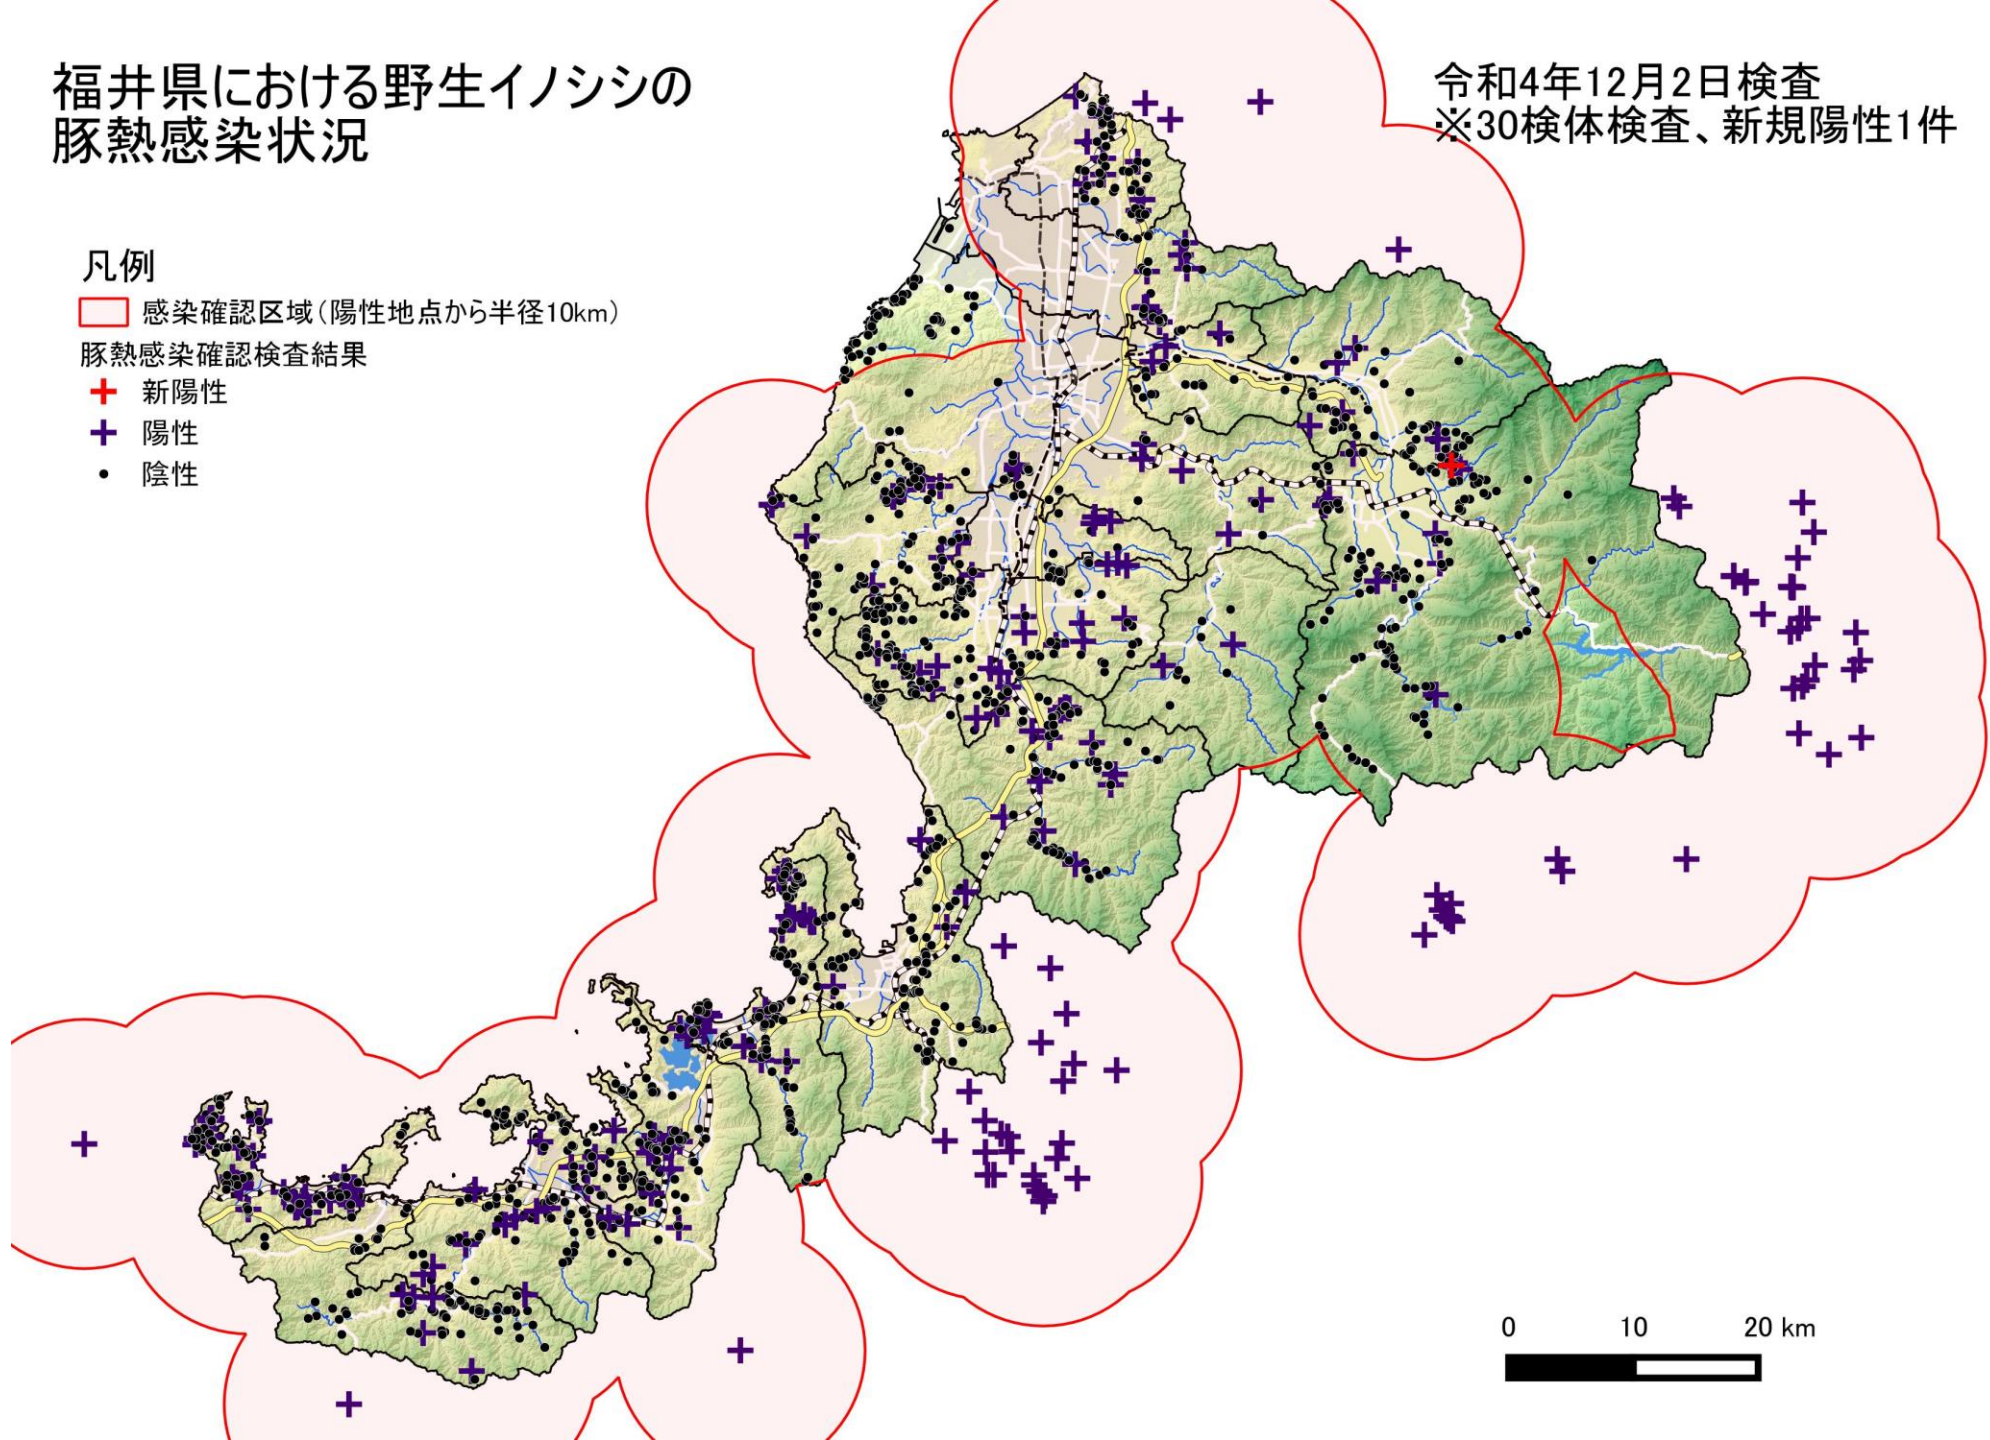 福井県における野生イノシシの
豚熱感染状況
令和4年12月2日検査
※30検体検査、新規陽性1件
凡例
感染確認区域(陽性地点から半径10km)
豚熱感染確認検査結果
新陽性
陽性
陰性
0 10 20 km